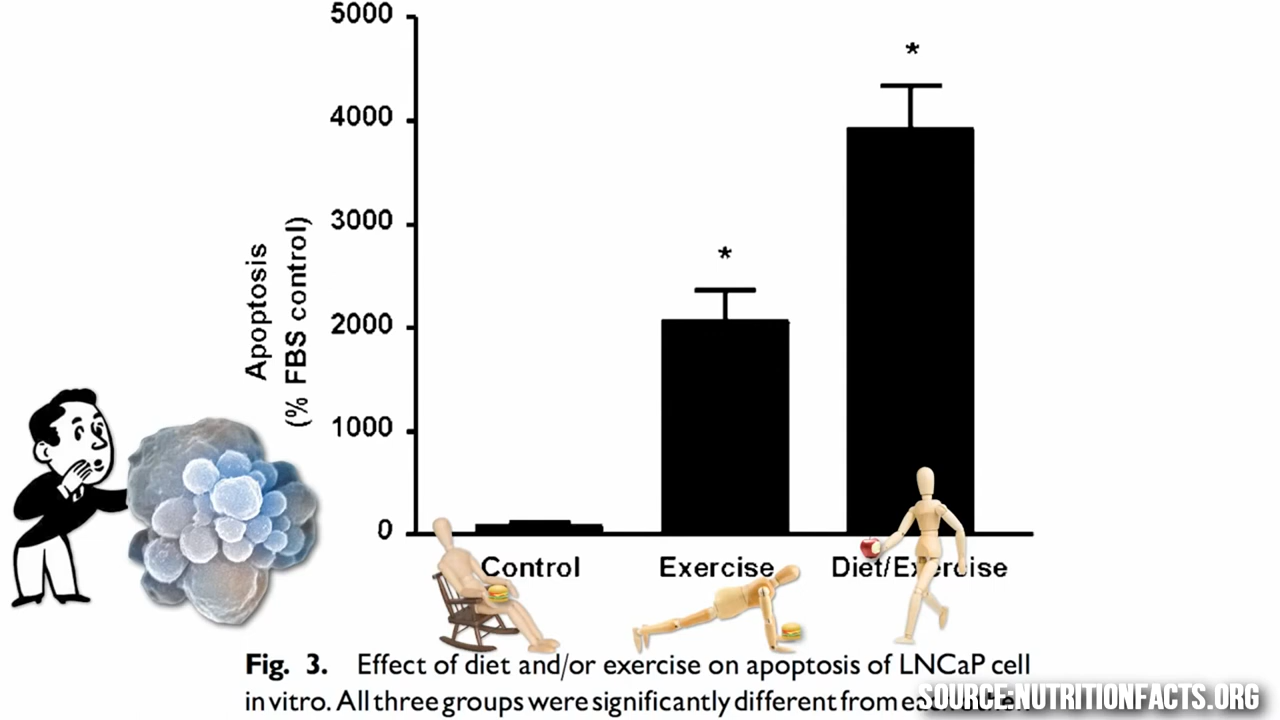 5000
4000
3000
2000
1000
0
Apoptosis
(% FBS control)
*
*
Control
Exercise
Diet/Exercise
Fig. 3. Effect of diet and/or exercise on apoptosis of LNCaP cell
in vitro. All three groups were significantly different from
SOURCE:NUTRITIONFACTS.ORG